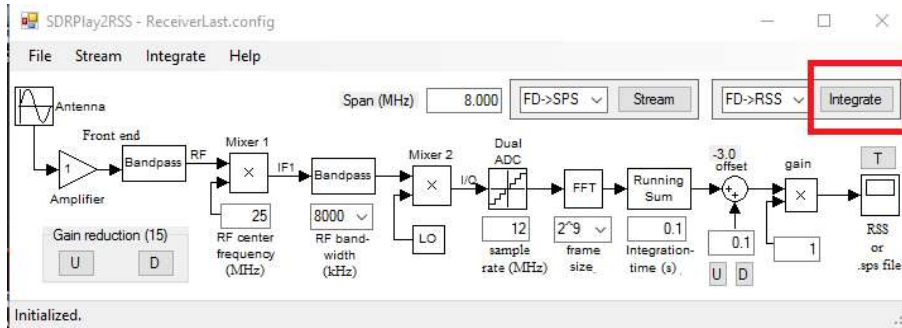 SDRPlay2RSS - ReceiverLast.config
File Stream Integrate Help
Span (MHz) 8.000 FD->SPS Stream FD->RSS Integrate
Antenna
Front end
Amplifier
1
Bandpass
RF
Mixer 1
×
IF1
25
RF center
frequency
(MHz)
Bandpass
8000
RF band-
width
(kHz)
Mixer 2
×
LO
I/Q
Dual
ADC
12
sample
rate (MHz)
FFT
2^9
frame
size
Running
Sum
0.1
Integration-
time (s)
-3.0
offset
++
0.1
U D
gain
×
1
T
RSS
or
.sps file
Gain reduction (15)
U D
Initialized.